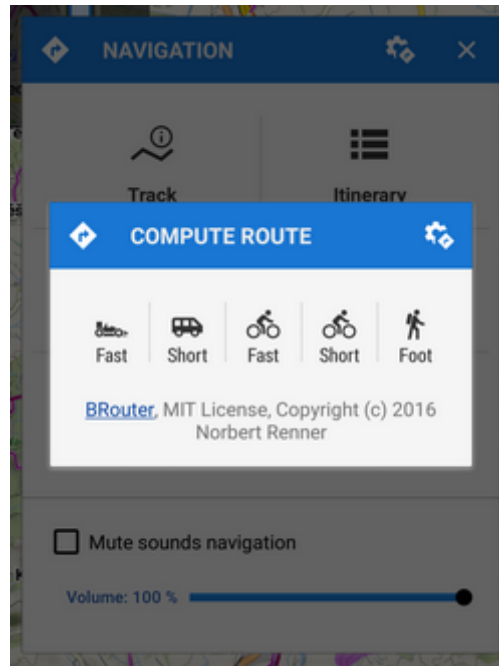 NAVIGATION
Track
Itinerary
COMPUTE ROUTE
Fast
Short
Fast
Short
Foot
BRouter, MIT License, Copyright (c) 2016
Norbert Renner
Mute sounds navigation
Volume: 100 %